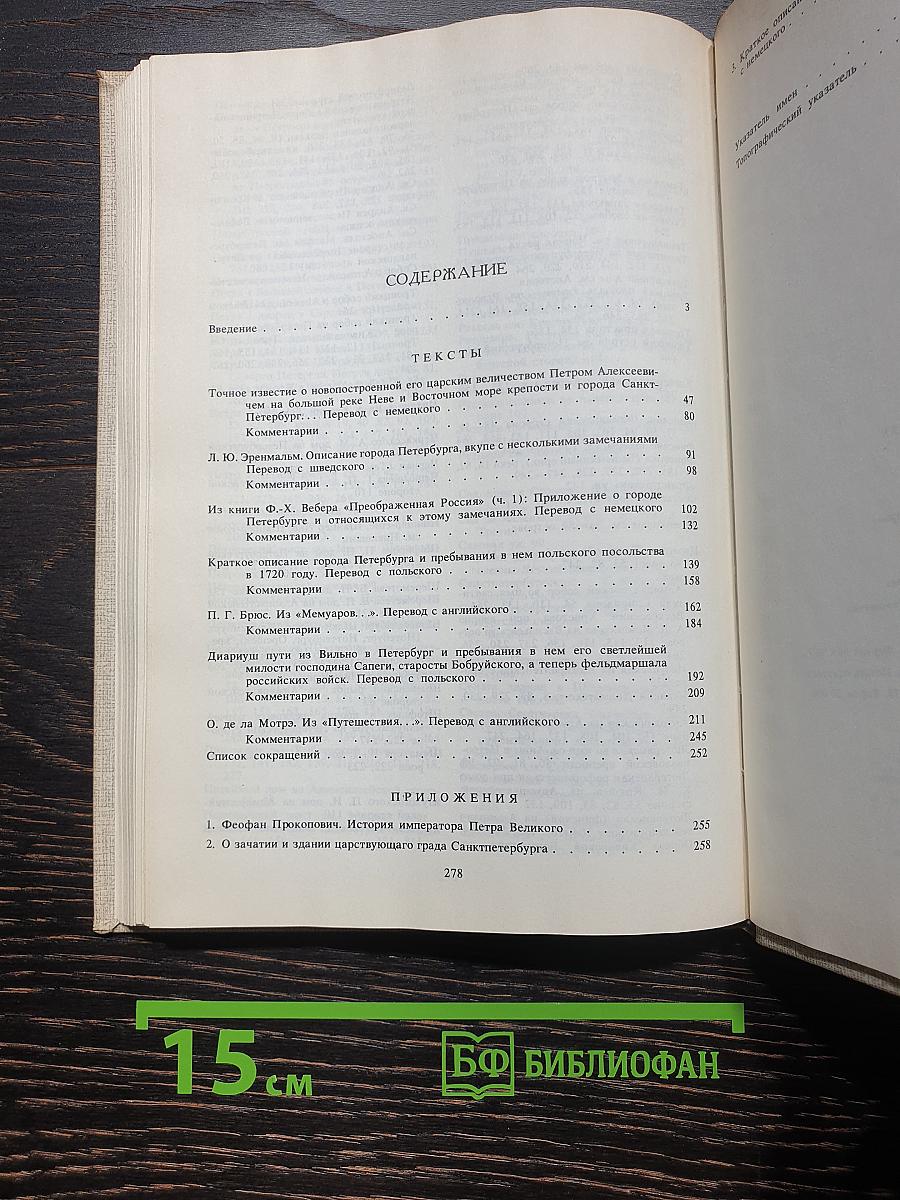 СОДЕРЖАНИЕ
Введение . . . . . . . . . . . . . . . . . . . . . . . . 3
ТЕКСТЫ
Точное известие о новопостроенной его царским величеством Петром Алексееви-
чем на большой реке Неве и Восточном море крепости и города Санкт-
Петербург... Перевод с немецкого . . . . . . . . . . . . 47
Комментарии . . . . . . . . . . . . . . . . . . . . 80
Л. Ю. Эренмальм. Описание города Петербурга, вкупе с несколькими замечаниями
Перевод с шведского . . . . . . . . . . . . . . . . 91
Комментарии . . . . . . . . . . . . . . . . . . . . 98
Из книги Ф.-Х. Вебера «Преображенная Россия» (ч. 1): Приложение о городе
Петербурге и относящихся к этому замечаниях. Перевод с немецкого 102
Комментарии . . . . . . . . . . . . . . . . . . . . 132
Краткое описание города Петербурга и пребывания в нем польского посольства
в 1720 году. Перевод с польского . . . . . . . . . . . . 139
Комментарии . . . . . . . . . . . . . . . . . . . . 158
П. Г. Брюс. Из «Мемуаров...». Перевод с английского . . . . . . . . . . 162
Комментарии . . . . . . . . . . . . . . . . . . . . 184
Диариуш пути из Вильно в Петербург и пребывания в нем его светлейшей
милости господина Сапеги, старосты Бобруйского, а теперь фельдмаршала
российских войск. Перевод с польского . . . . . . . . . . . 192
Комментарии . . . . . . . . . . . . . . . . . . . . 209
О. де ла Мотрэ. Из «Путешествия...». Перевод с английского . . . . . . . 211
Комментарии . . . . . . . . . . . . . . . . . . . . 245
Список сокращений . . . . . . . . . . . . . . . . . . . . 252
ПРИЛОЖЕНИЯ
1. Феофан Прокопович. История императора Петра Великого . . . . . . . 255
2. О зачатии и здании царствующаго града Санктпетербурга . . . . . . . . 258
278
3. Краткое
с немецкого . .
Указатель имен . . . .
Топографический указатель . .
15 см
БФ БИБЛИОФАН